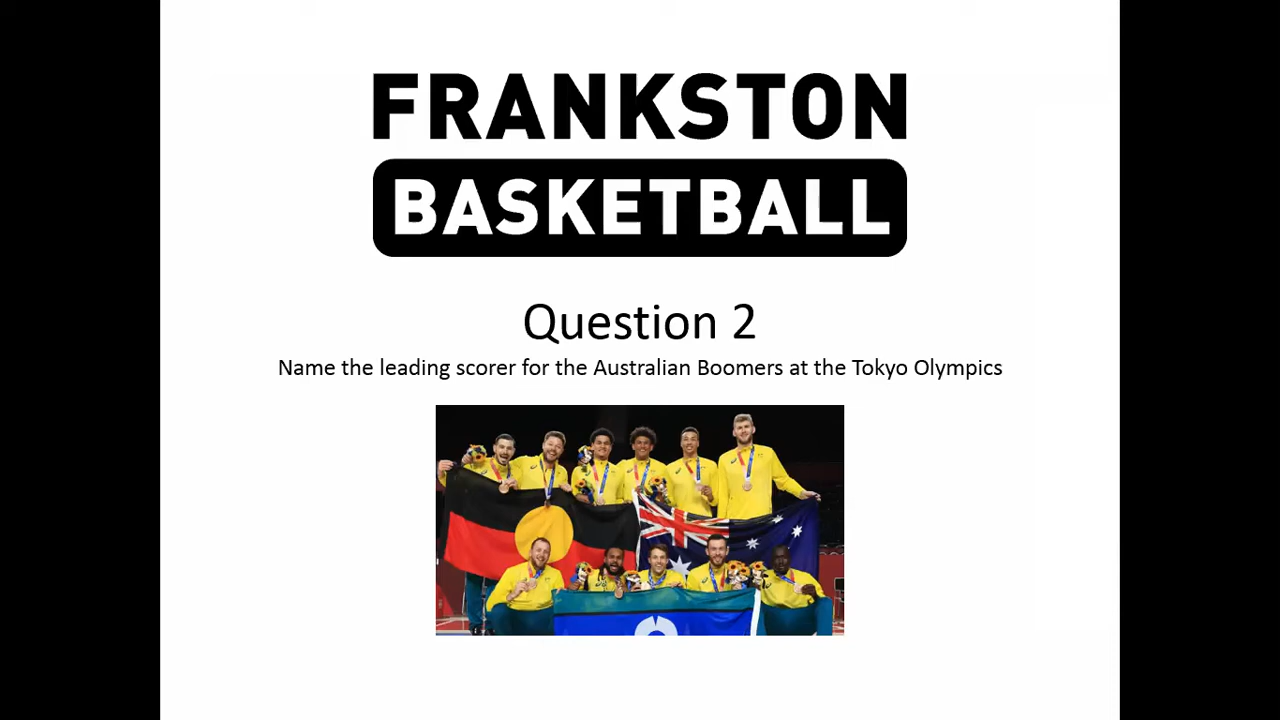 FRANKSTON
BASKETBALL
Question 2
Name the leading scorer for the Australian Boomers at the Tokyo Olympics